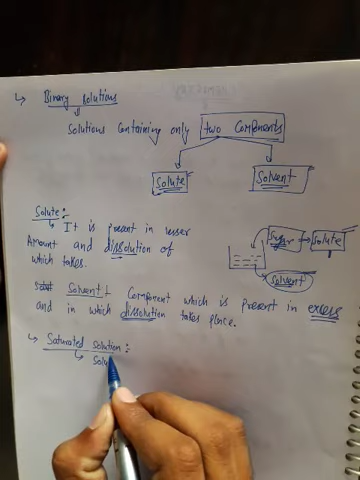 ↳ Binary Solutions
Solutions containing only two Components
Solute Solvent
Solute:-
↳ It is present in lesser
Amount and dissolution of
which takes.
Sugar → Solute
Solvent
Solvent :- Component which is present in excess
and in which dissolution takes place.
↳ Saturated Solution :-
↳ Solu